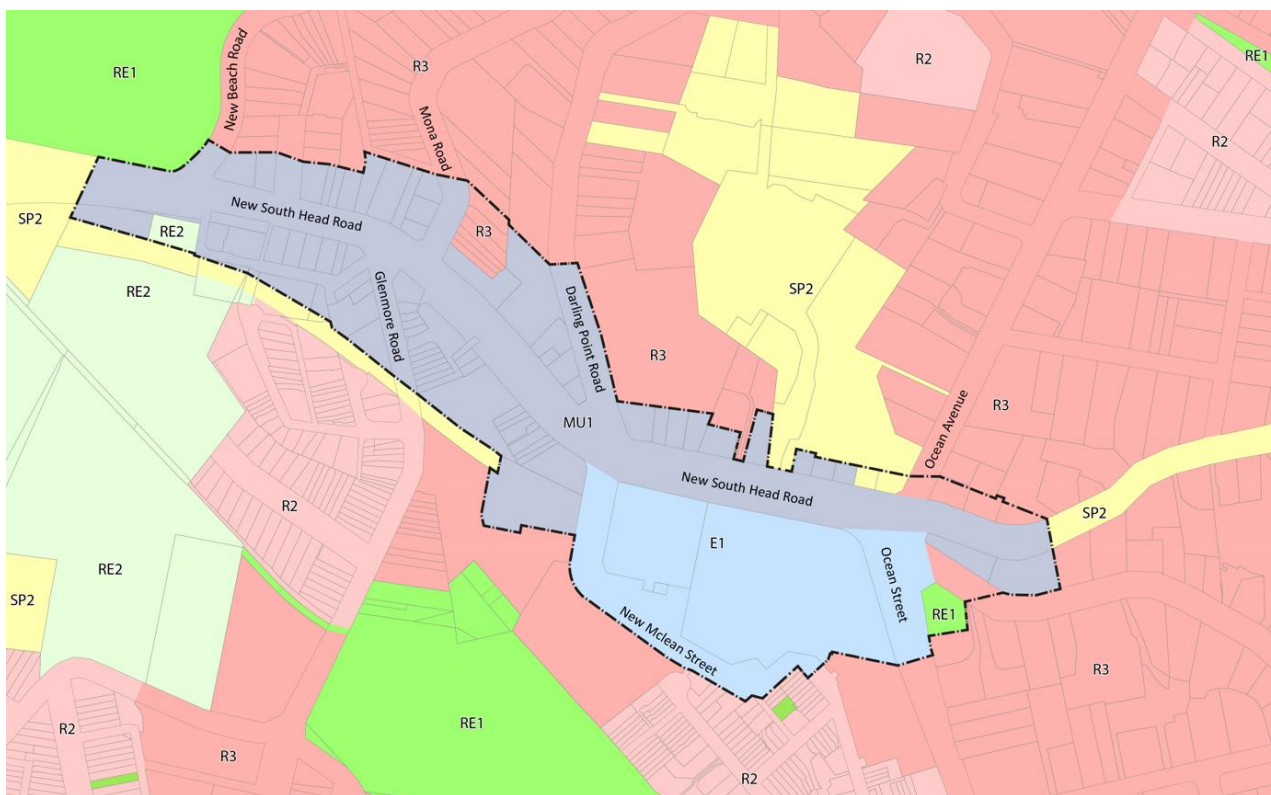 RE1
New Beach Road
R3
Mona Road
R2
RE1
R2
SP2
New South Head Road
RE2
R3
RE2
Glenmore Road
Darling Point Road
SP2
R3
MU1
R3
Ocean Avenue
New South Head Road
SP2
R2
E1
Ocean Street
RE2
SP2
New Mclean Street
RE1
R3
R2
R3
RE1
R2